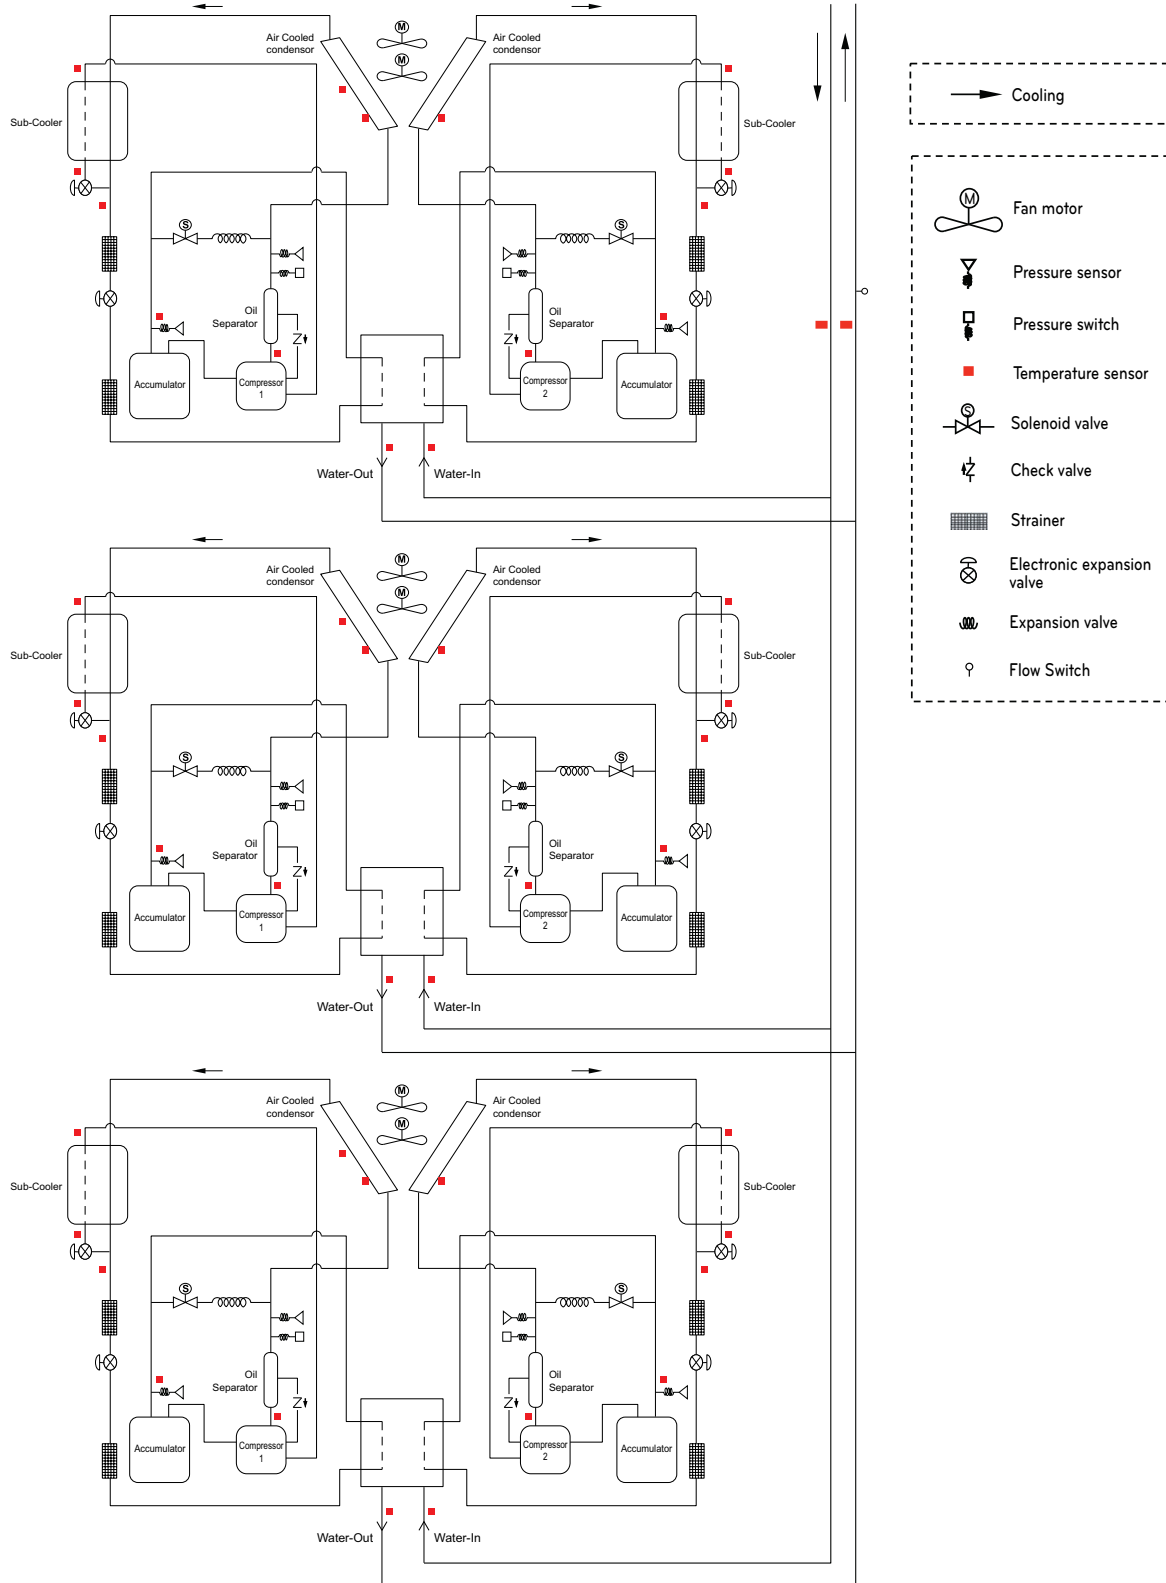 M
Air Cooled
condensor
Air Cooled
condensor
M
Sub-Cooler
Sub-Cooler
S
S
Oil
Separator
Z
Oil
Separator
Z
Accumulator
Compressor
1
Compressor
2
Accumulator
Water-Out
Water-In
M
Air Cooled
condensor
Air Cooled
condensor
M
Sub-Cooler
Sub-Cooler
S
S
Oil
Separator
Z
Oil
Separator
Z
Accumulator
Compressor
1
Compressor
2
Accumulator
Water-Out
Water-In
M
Air Cooled
condensor
Air Cooled
condensor
M
Sub-Cooler
Sub-Cooler
S
S
Oil
Separator
Z
Oil
Separator
Z
Accumulator
Compressor
1
Compressor
2
Accumulator
Water-Out
Water-In
Cooling
M
Fan motor
Pressure sensor
Pressure switch
Temperature sensor
S
Solenoid valve
Check valve
Strainer
Electronic expansion
valve
Expansion valve
Flow Switch